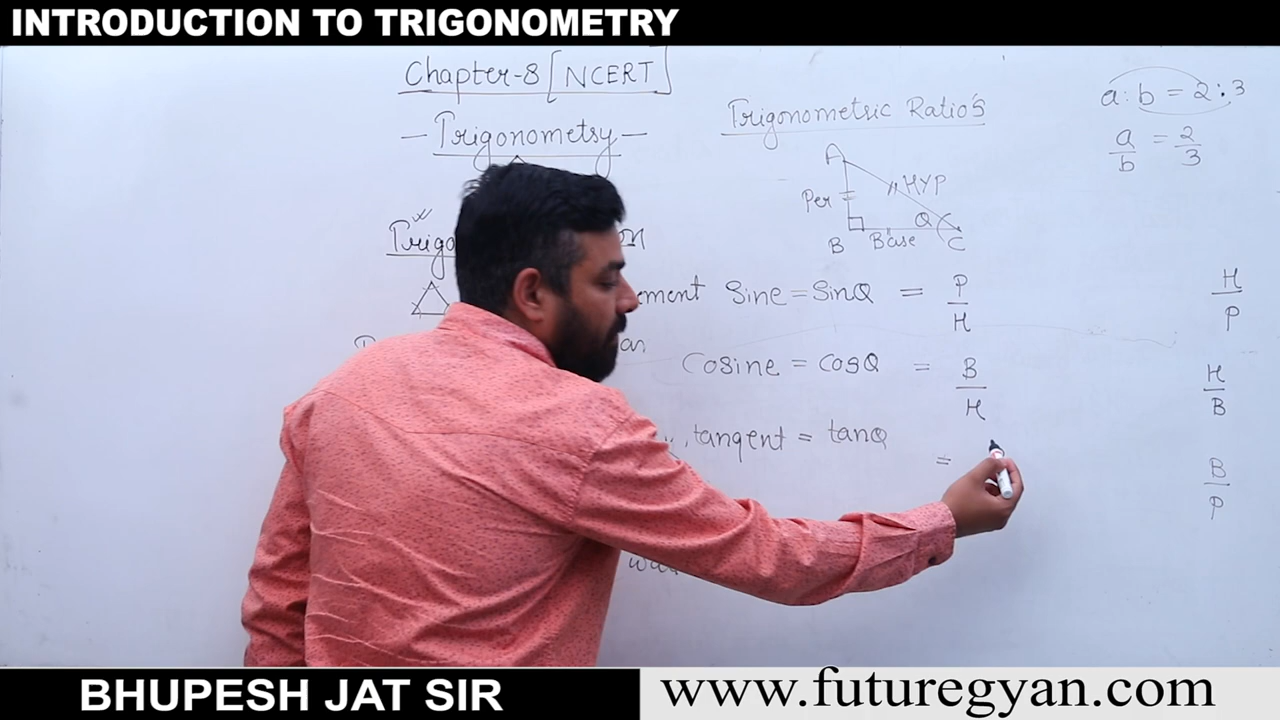 INTRODUCTION TO TRIGONOMETRY
Chapter-8 [NCERT]
- Trigonometry -
Trigonometric Ratio's
a:b = 2:3
a/b = 2/3
A
HYP
Per
Q
B
Base
C
Sine = SinQ = P/H
H/P
Cosine = CosQ = B/H
H/B
tangent = tanQ
=
B/P
BHUPESH JAT SIR
www.futuregyan.com